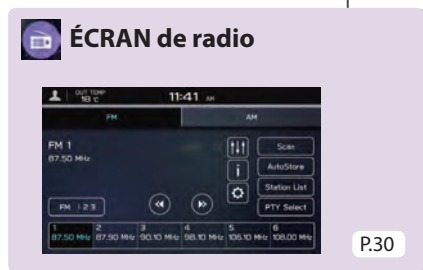 ÉCRAN de radio
OUT TEMP
18 c
11:41 AM
FM
AM
FM 1
87.50 MHz
Scan
AutoStore
Station List
PTY Select
FM 1·2·3
1 2 3 4 5 6
87.50 MHz 87.90 MHz 90.10 MHz 98.10 MHz 106.10 MHz 108.00 MHz
P.30